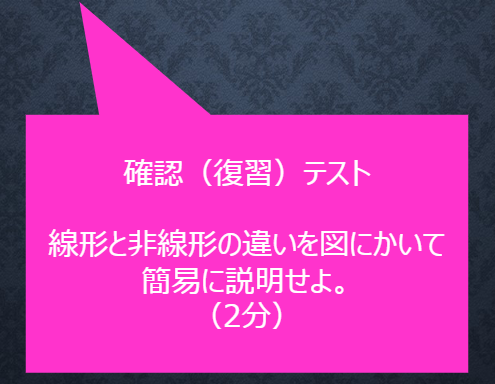 確認（復習）テスト
線形と非線形の違いを図にかいて
簡易に説明せよ。
（2分）